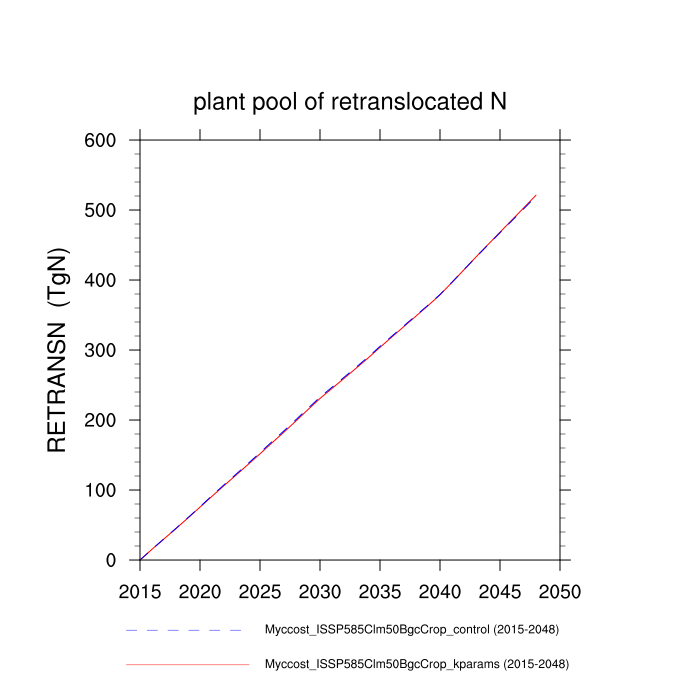 plant pool of retranslocated N
600
500
400
300
200
100
0
RETRANSN (TgN)
2015 2020 2025 2030 2035 2040 2045 2050
Myccost_ISSP585Clm50BgcCrop_control (2015-2048)
Myccost_ISSP585Clm50BgcCrop_kparams (2015-2048)